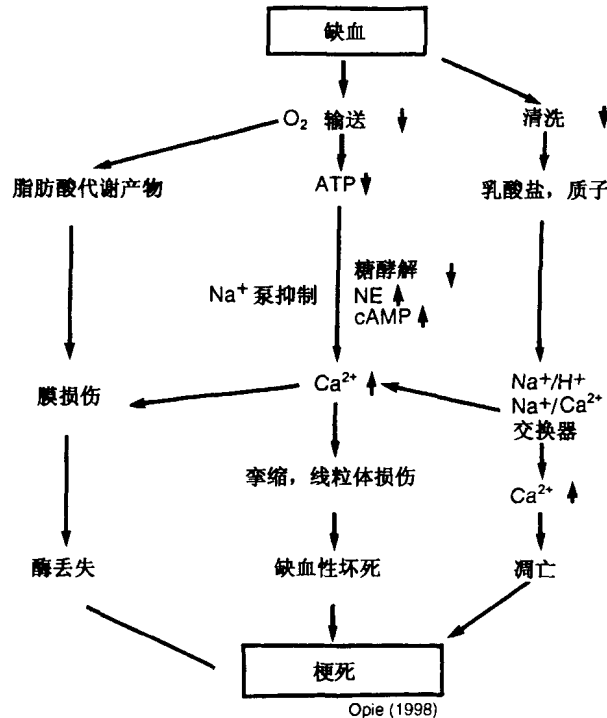 缺血
O₂ 输送 ↓
清洗 ↓
脂肪酸代谢产物
ATP ↓
乳酸盐，质子
Na⁺ 泵抑制
糖酵解 ↓
NE ↑
cAMP ↑
膜损伤
Ca²⁺ ↑
Na⁺/H⁺
Na⁺/Ca²⁺
交换器
挛缩，线粒体损伤
Ca²⁺ ↑
酶丢失
缺血性坏死
凋亡
梗死
Opie (1998)